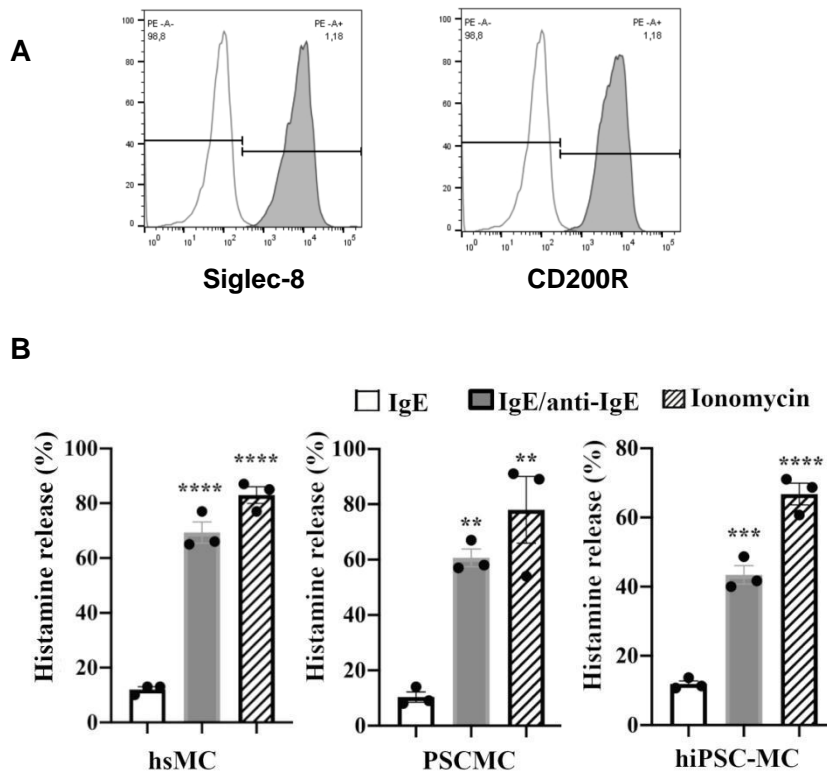 A
PE -A-
98,8
PE -A+
1,18
100
80
60
40
20
0
10^0 10^1 10^2 10^3 10^4 10^5
Siglec-8
PE -A-
98,8
PE -A+
1,18
100
80
60
40
20
0
10^0 10^1 10^2 10^3 10^4 10^5
CD200R
B
IgE IgE/anti-IgE Ionomycin
Histamine release (%)
100
80
60
40
20
0
****
****
hsMC
Histamine release (%)
100
80
60
40
20
0
**
**
PSCMC
Histamine release (%)
80
60
40
20
0
***
****
hiPSC-MC